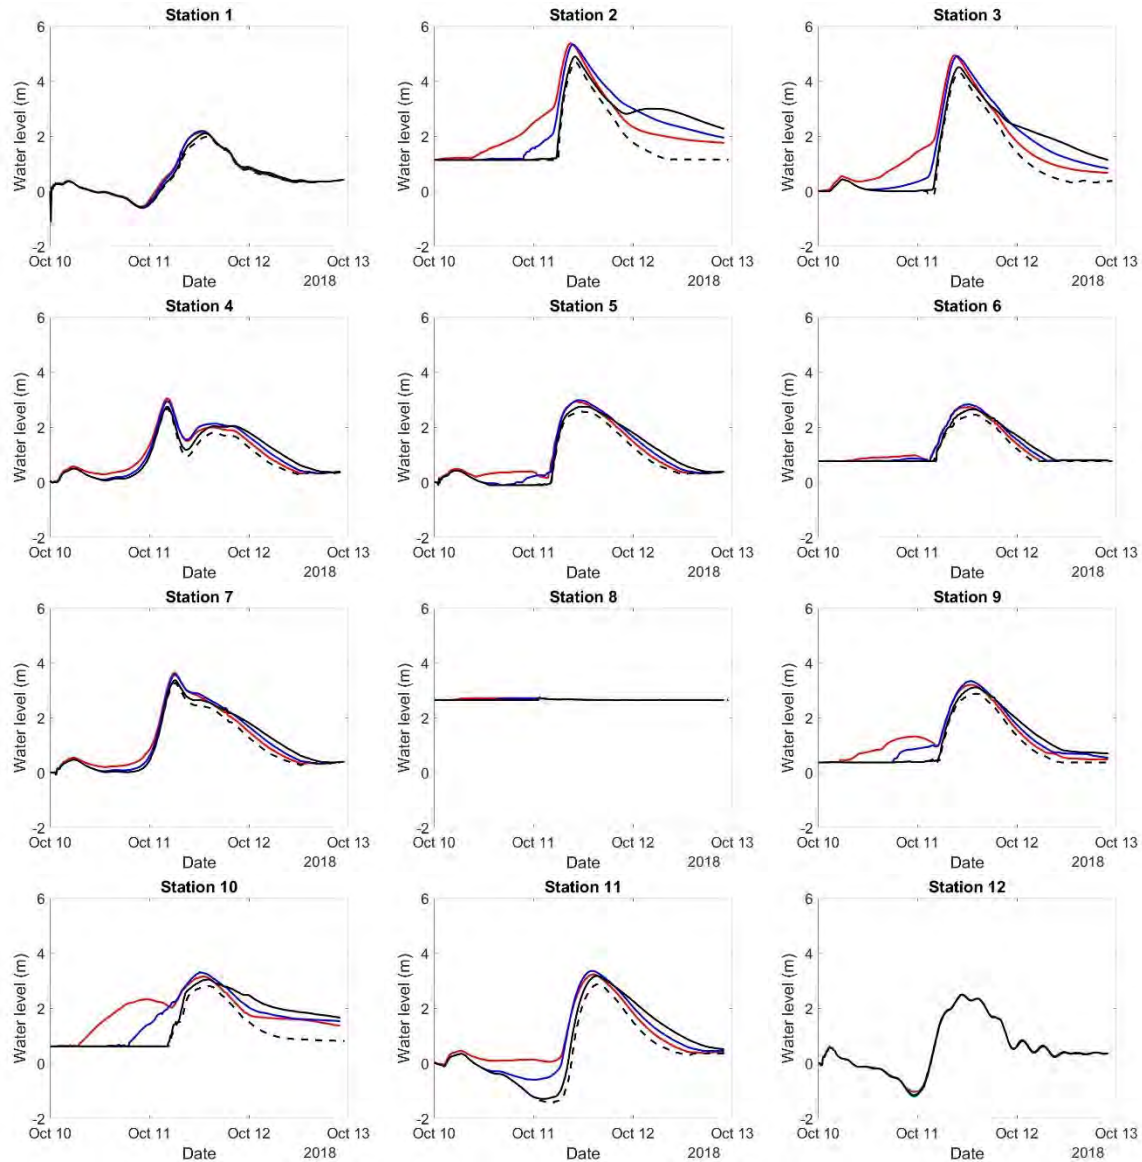 Station 1
Station 2
Station 3
Water level (m)
6
4
2
0
-2
Oct 10
Oct 11
Oct 12
Oct 13
Date
2018
Water level (m)
6
4
2
0
-2
Oct 10
Oct 11
Oct 12
Oct 13
Date
2018
Water level (m)
6
4
2
0
-2
Oct 10
Oct 11
Oct 12
Oct 13
Date
2018
Station 4
Station 5
Station 6
Water level (m)
6
4
2
0
-2
Oct 10
Oct 11
Oct 12
Oct 13
Date
2018
Water level (m)
6
4
2
0
-2
Oct 10
Oct 11
Oct 12
Oct 13
Date
2018
Water level (m)
6
4
2
0
-2
Oct 10
Oct 11
Oct 12
Oct 13
Date
2018
Station 7
Station 8
Station 9
Water level (m)
6
4
2
0
-2
Oct 10
Oct 11
Oct 12
Oct 13
Date
2018
Water level (m)
6
4
2
0
-2
Oct 10
Oct 11
Oct 12
Oct 13
Date
2018
Water level (m)
6
4
2
0
-2
Oct 10
Oct 11
Oct 12
Oct 13
Date
2018
Station 10
Station 11
Station 12
Water level (m)
6
4
2
0
-2
Oct 10
Oct 11
Oct 12
Oct 13
Date
2018
Water level (m)
6
4
2
0
-2
Oct 10
Oct 11
Oct 12
Oct 13
Date
2018
Water level (m)
6
4
2
0
-2
Oct 10
Oct 11
Oct 12
Oct 13
Date
2018